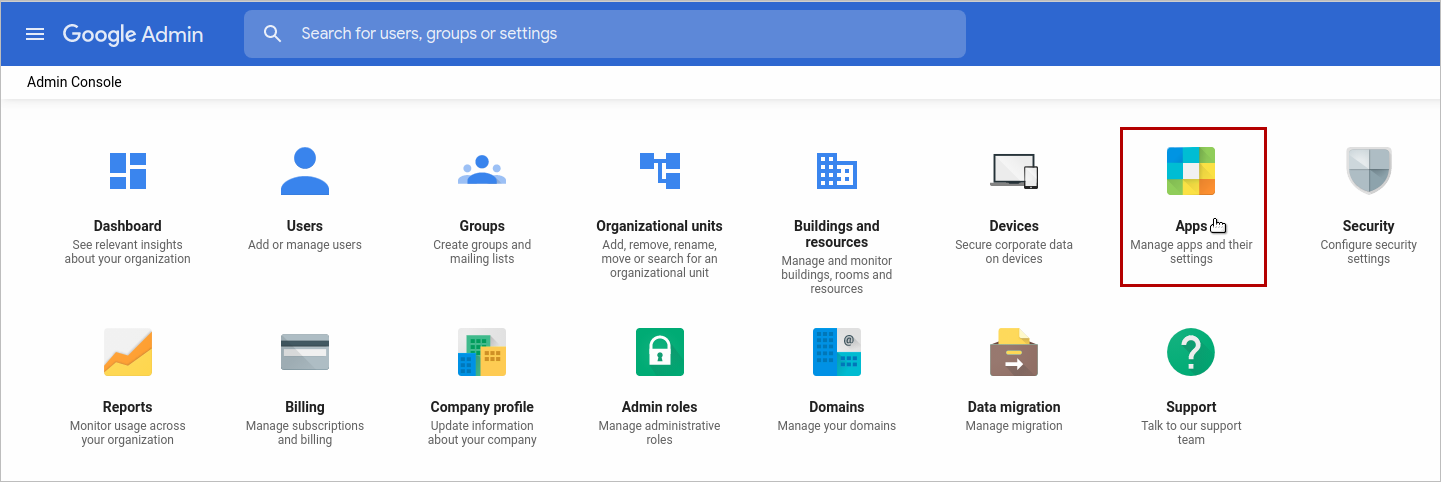 Google Admin
Search for users, groups or settings
Admin Console
Dashboard
See relevant insights
about your organization
Users
Add or manage users
Groups
Create groups and
mailing lists
Organizational units
Add, remove, rename,
move or search for an
organizational unit
Buildings and
resources
Manage and monitor
buildings, rooms and
resources
Devices
Secure corporate data
on devices
Apps
Manage apps and their
settings
Security
Configure security
settings
Reports
Monitor usage across
your organization
Billing
Manage subscriptions
and billing
Company profile
Update information
about your company
Admin roles
Manage administrative
roles
@
Domains
Manage your domains
Data migration
Manage migration
?
Support
Talk to our support
team